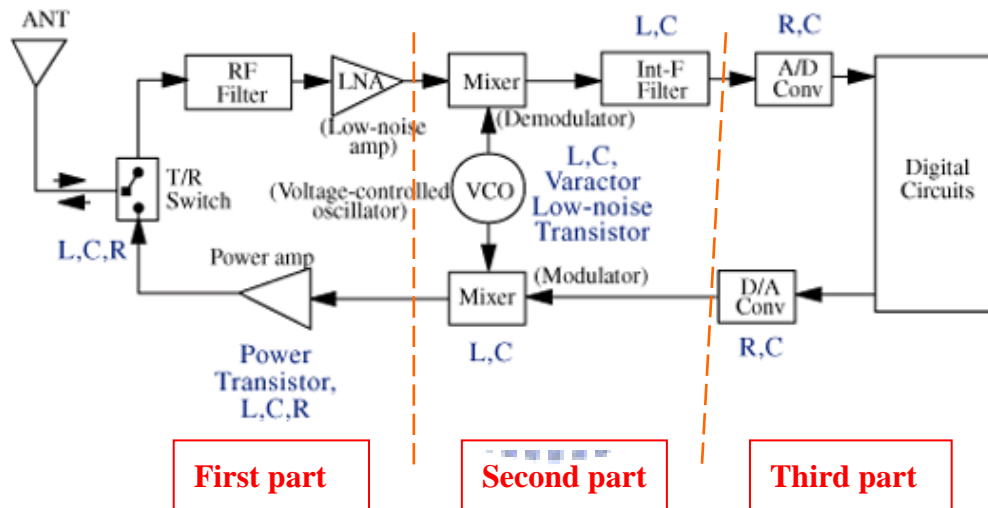 ANT
L,C
R,C
RF
Filter
LNA
Mixer
Int-F
Filter
A/D
Conv
(Low-noise
amp)
(Demodulator)
T/R
Switch
(Voltage-controlled
oscillator)
VCO
L,C,
Varactor
Low-noise
Transistor
Digital
Circuits
L,C,R
Power amp
Mixer
(Modulator)
D/A
Conv
L,C
R,C
Power
Transistor,
L,C,R
First part
Second part
Third part